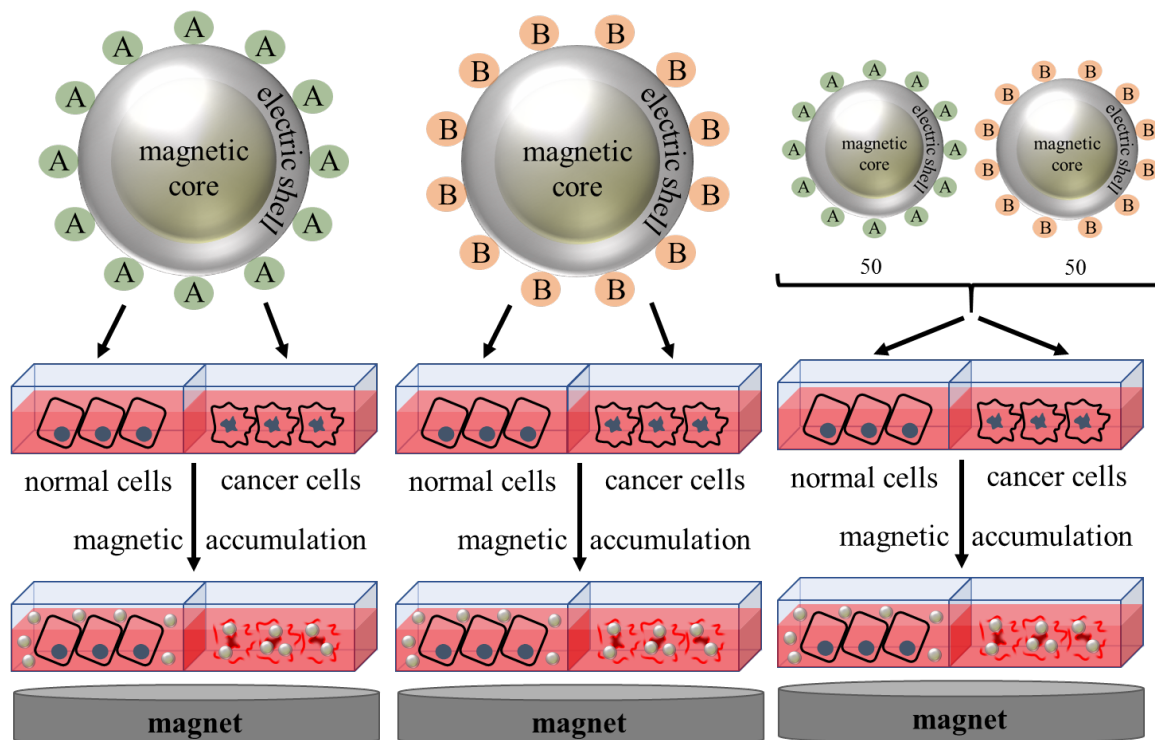 A
A
A
A
A
A
A
A
A
A
A
A
magnetic
core
electric shell
normal cells
cancer cells
magnetic
accumulation
magnet
B
B
B
B
B
B
B
B
B
B
B
B
magnetic
core
electric shell
normal cells
cancer cells
magnetic
accumulation
magnet
A
A
A
A
A
A
A
A
A
A
A
A
magnetic
core
electric shell
B
B
B
B
B
B
B
B
B
B
B
B
magnetic
core
electric shell
50
50
normal cells
cancer cells
magnetic
accumulation
magnet